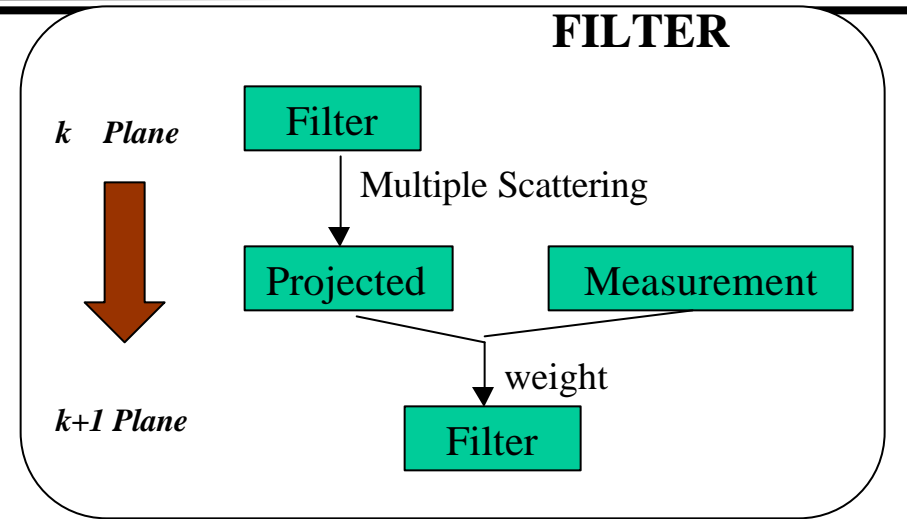 FILTER
k Plane
Filter
Multiple Scattering
Projected
Measurement
weight
k+1 Plane
Filter